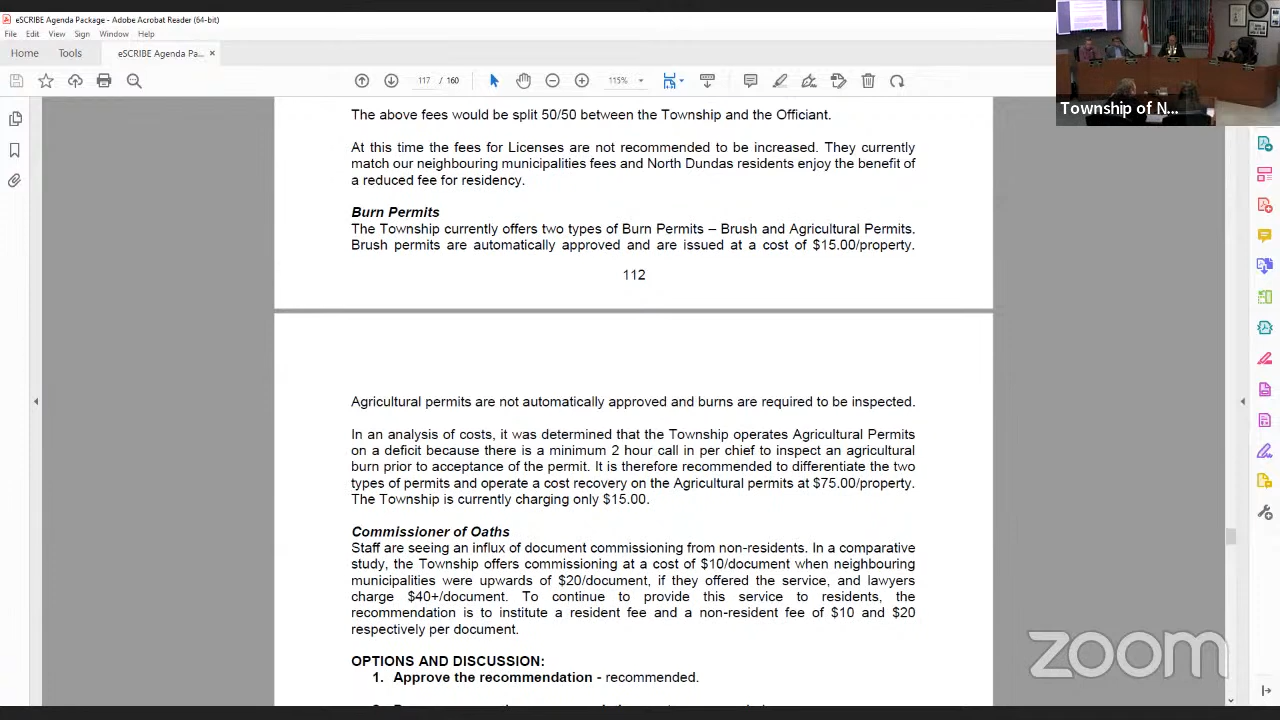 eSCRIBE Agenda Package - Adobe Acrobat Reader (64-bit)
File Edit View Sign Window Help
Home Tools eSCRIBE Agenda Pa... ×
117 / 160 115%
Township of N...
The above fees would be split 50/50 between the Township and the Officiant.
At this time the fees for Licenses are not recommended to be increased. They currently
match our neighbouring municipalities fees and North Dundas residents enjoy the benefit of
a reduced fee for residency.
Burn Permits
The Township currently offers two types of Burn Permits – Brush and Agricultural Permits.
Brush permits are automatically approved and are issued at a cost of $15.00/property.
112
Agricultural permits are not automatically approved and burns are required to be inspected.
In an analysis of costs, it was determined that the Township operates Agricultural Permits
on a deficit because there is a minimum 2 hour call in per chief to inspect an agricultural
burn prior to acceptance of the permit. It is therefore recommended to differentiate the two
types of permits and operate a cost recovery on the Agricultural permits at $75.00/property.
The Township is currently charging only $15.00.
Commissioner of Oaths
Staff are seeing an influx of document commissioning from non-residents. In a comparative
study, the Township offers commissioning at a cost of $10/document when neighbouring
municipalities were upwards of $20/document, if they offered the service, and lawyers
charge $40+/document. To continue to provide this service to residents, the
recommendation is to institute a resident fee and a non-resident fee of $10 and $20
respectively per document.
OPTIONS AND DISCUSSION:
1. Approve the recommendation - recommended.
zoom